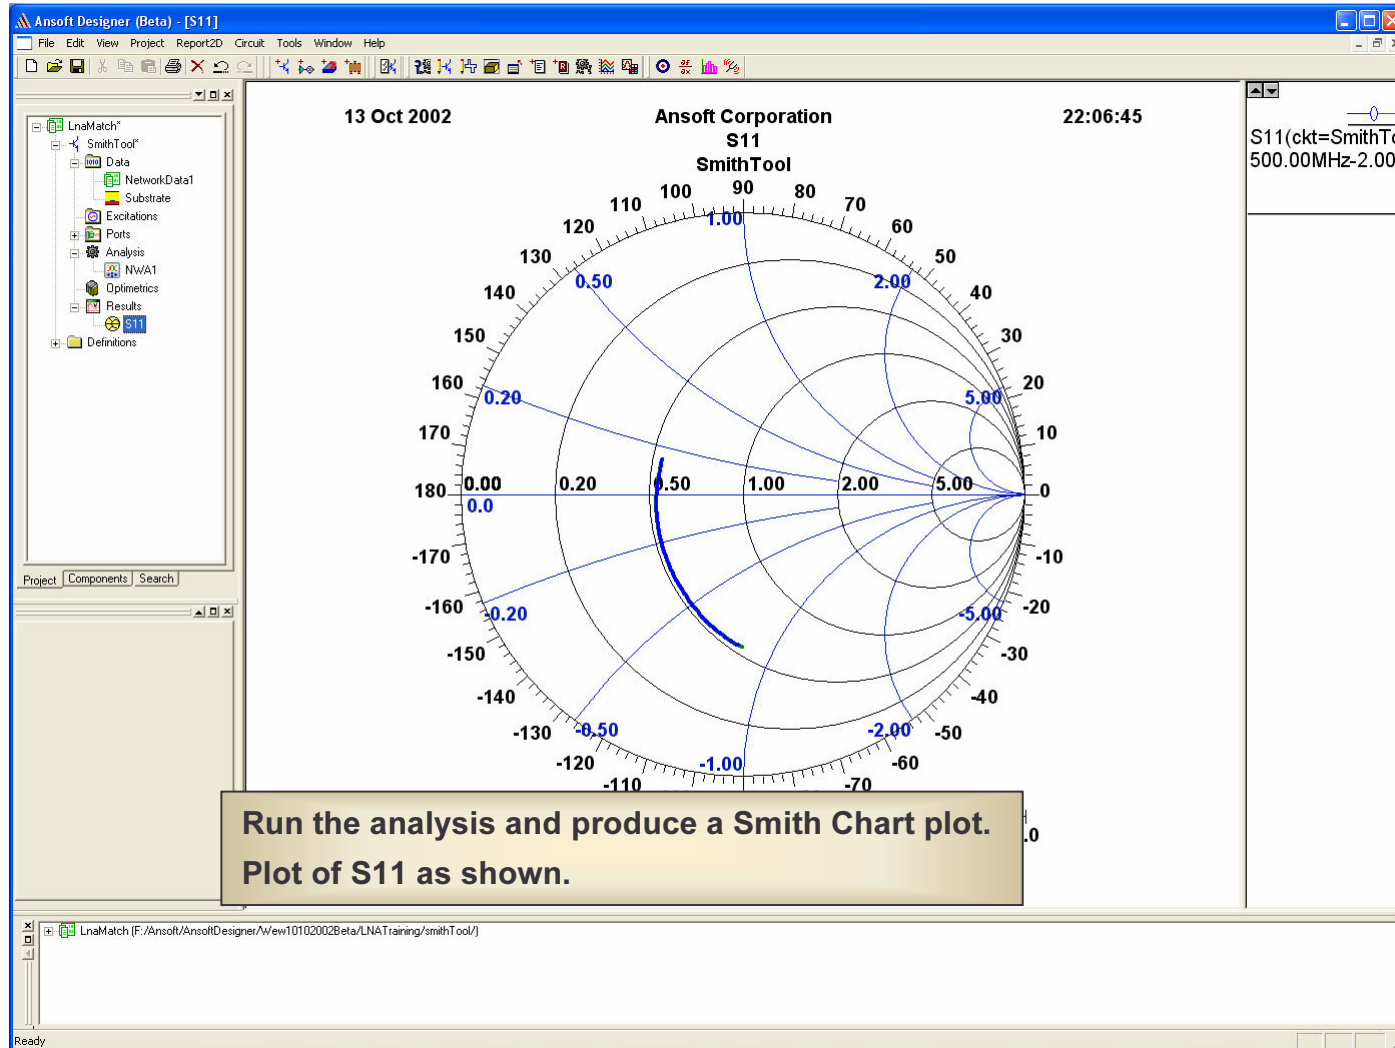 Ansoft Designer (Beta) - [S11]
File Edit View Project Report2D Circuit Tools Window Help
LnaMatch*
SmithTool*
Data
NetworkData1
Substrate
Excitations
Ports
Analysis
NWA1
Optimetrics
Results
S11
Definitions
Project Components Search
13 Oct 2002 Ansoft Corporation 22:06:45
S11
SmithTool
100 90 80
110 1.00 70
120 60
130 50
0.50 2.00
140 40
150 30
160 20
0.20 5.00
170 10
180 0.00 0.20 0.50 1.00 2.00 5.00 0
0.0
-170 -10
-160 -20
-0.20 -5.00
-150 -30
-140 -40
-130 -0.50 -2.00 -50
-120 -1.00 -60
-110 -70
.0
S11(ckt=SmithTo
500.00MHz-2.00
Run the analysis and produce a Smith Chart plot.
Plot of S11 as shown.
LnaMatch (F:/Ansoft/AnsoftDesigner/Wew10102002Beta/LNATraining/smithTool/)
Ready